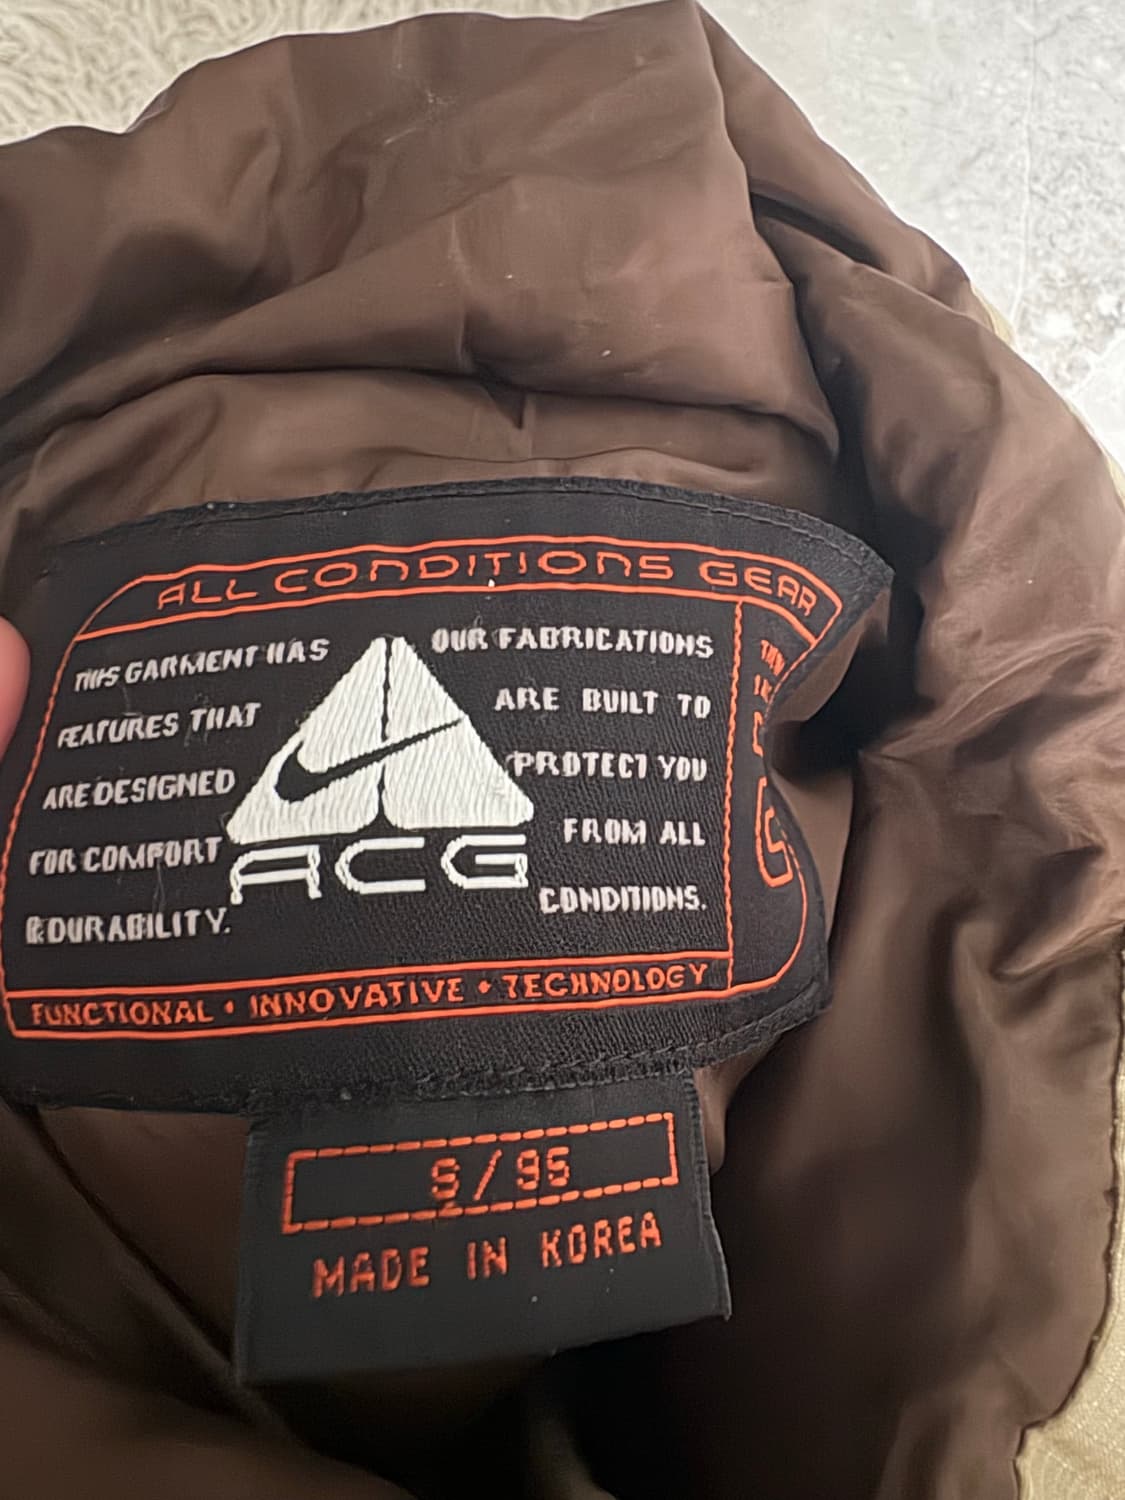 ALL CONDITIONS GEAR
THIS GARMENT HAS
FEATURES THAT
ARE DESIGNED
FOR COMFORT
& DURABILITY.
OUR FABRICATIONS
ARE BUILT TO
PROTECT YOU
FROM ALL
CONDITIONS.
ACG
FUNCTIONAL • INNOVATIVE • TECHNOLOGY
S/95
MADE IN KOREA